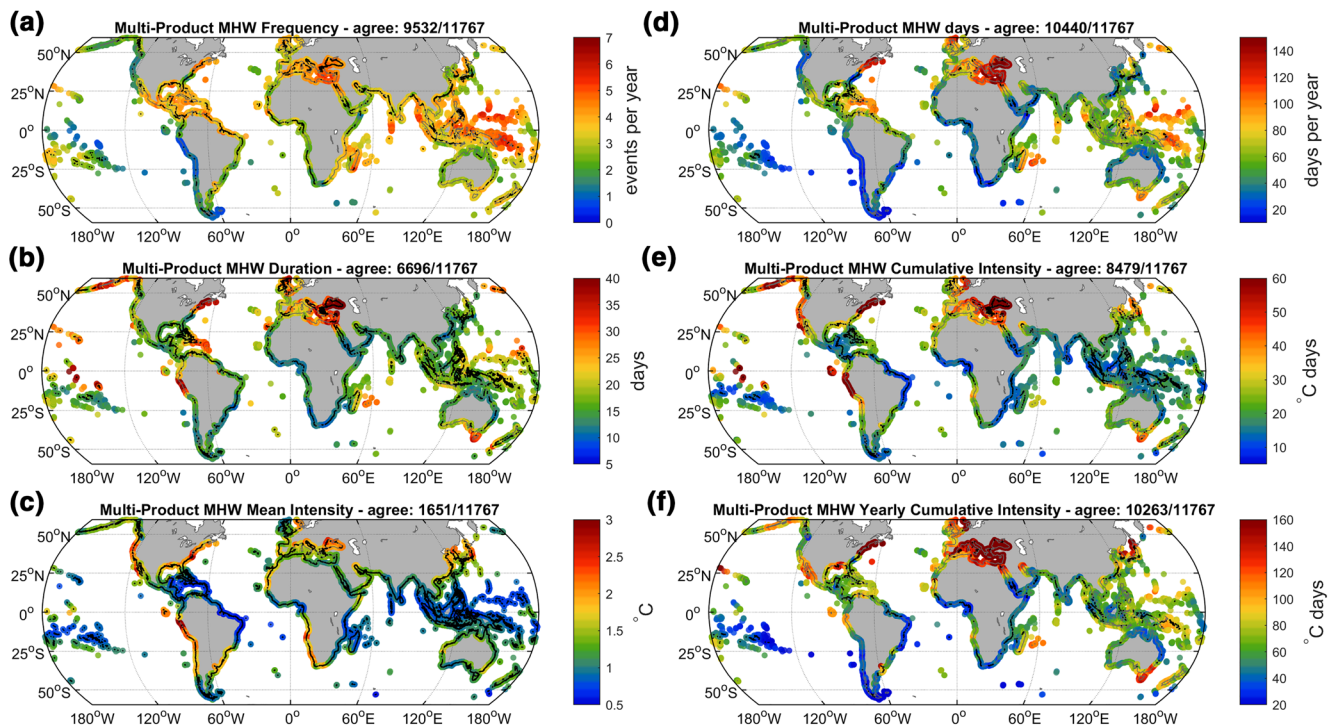 (a)
Multi-Product MHW Frequency - agree: 9532/11767
50°N
25°N
0°
25°S
50°S
180°W 120°W 60°W 0° 60°E 120°E 180°W
7
6
5
4
3
2
1
0
events per year
(d)
Multi-Product MHW days - agree: 10440/11767
50°N
25°N
0°
25°S
50°S
180°W 120°W 60°W 0° 60°E 120°E 180°W
140
120
100
80
60
40
20
days per year
(b)
Multi-Product MHW Duration - agree: 6696/11767
50°N
25°N
0°
25°S
50°S
180°W 120°W 60°W 0° 60°E 120°E 180°W
40
35
30
25
20
15
10
5
days
(e)
Multi-Product MHW Cumulative Intensity - agree: 8479/11767
50°N
25°N
0°
25°S
50°S
180°W 120°W 60°W 0° 60°E 120°E 180°W
60
50
40
30
20
10
°C days
(c)
Multi-Product MHW Mean Intensity - agree: 1651/11767
50°N
25°N
0°
25°S
50°S
180°W 120°W 60°W 0° 60°E 120°E 180°W
3
2.5
2
1.5
1
0.5
°C
(f)
Multi-Product MHW Yearly Cumulative Intensity - agree: 10263/11767
50°N
25°N
0°
25°S
50°S
180°W 120°W 60°W 0° 60°E 120°E 180°W
160
140
120
100
80
60
40
20
°C days